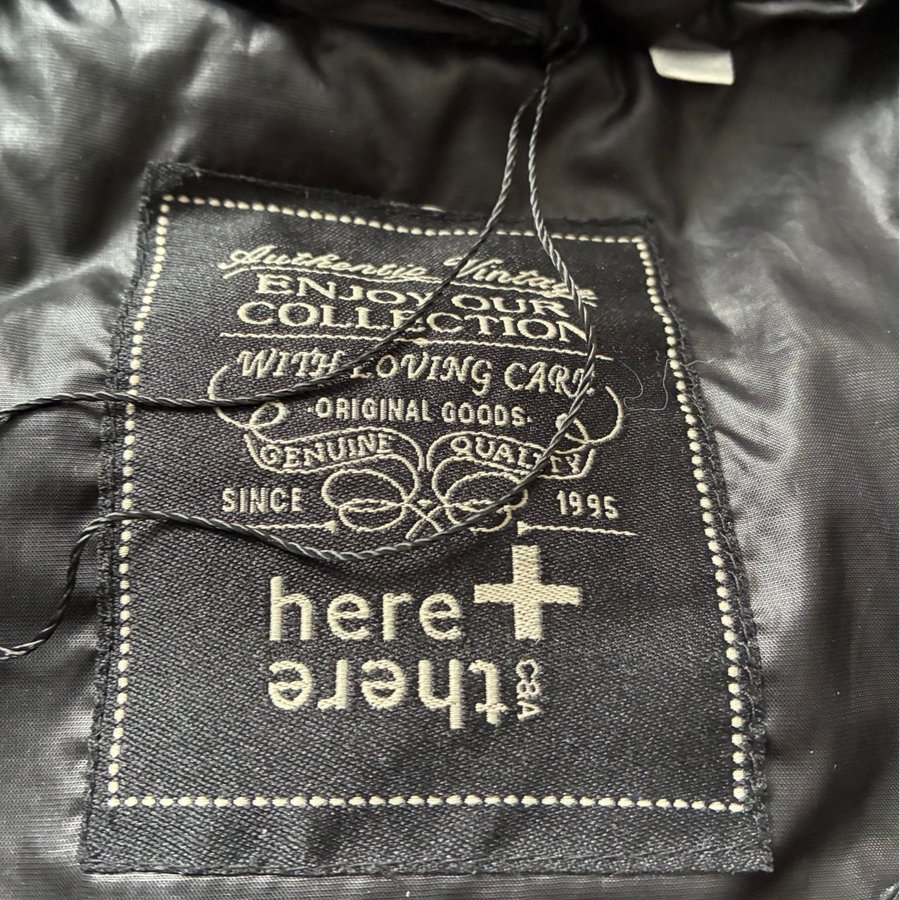 Authentic Vintage
ENJOY OUR
COLLECTION
WITH LOVING CARE
·ORIGINAL GOODS·
GENUINE QUALITY
SINCE 1995
here+
there
C&A